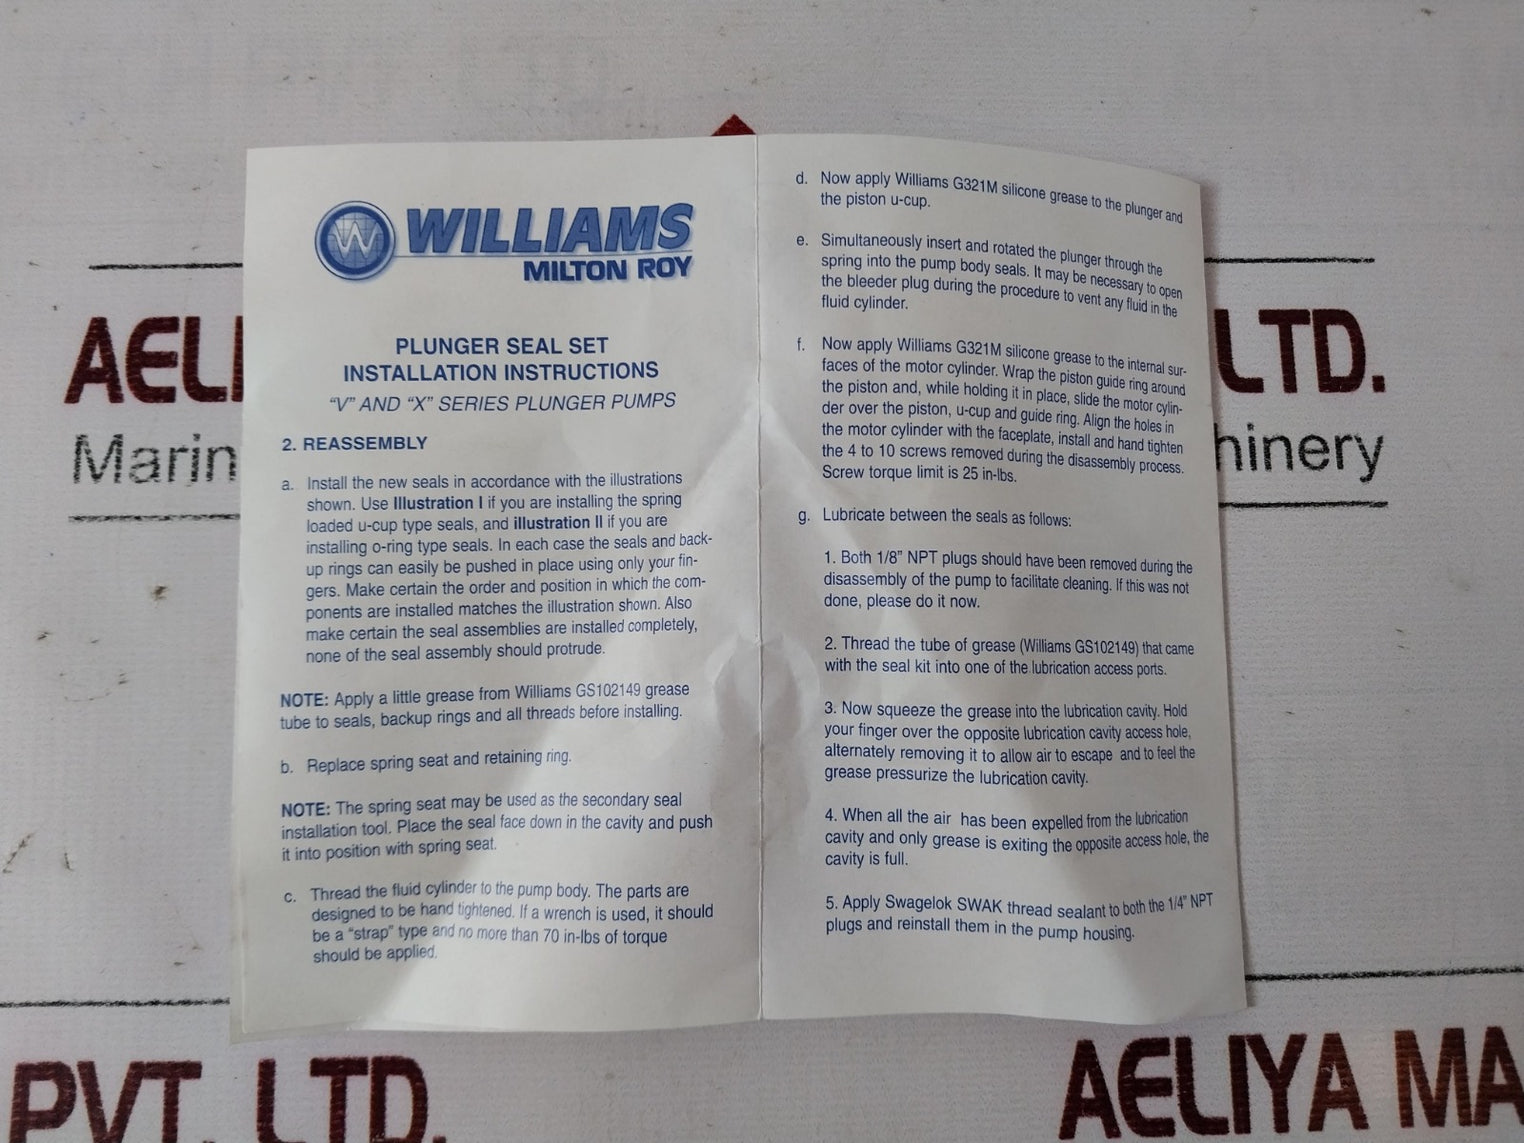 WILLIAMS
MILTON ROY
PLUNGER SEAL SET
INSTALLATION INSTRUCTIONS
"V" AND "X" SERIES PLUNGER PUMPS
2. REASSEMBLY
a. Install the new seals in accordance with the illustrations
shown. Use Illustration I if you are installing the spring
loaded u-cup type seals, and illustration II if you are
installing o-ring type seals. In each case the seals and back-
up rings can easily be pushed in place using only your fin-
gers. Make certain the order and position in which the com-
ponents are installed matches the illustration shown. Also
make certain the seal assemblies are installed completely,
none of the seal assembly should protrude.
NOTE: Apply a little grease from Williams GS102149 grease
tube to seals, backup rings and all threads before installing.
b. Replace spring seat and retaining ring.
NOTE: The spring seat may be used as the secondary seal
installation tool. Place the seal face down in the cavity and push
it into position with spring seat.
c. Thread the fluid cylinder to the pump body. The parts are
designed to be hand tightened. If a wrench is used, it should
be a "strap" type and no more than 70 in-lbs of torque
should be applied.
d. Now apply Williams G321M silicone grease to the plunger and
the piston u-cup.
e. Simultaneously insert and rotated the plunger through the
spring into the pump body seals. It may be necessary to open
the bleeder plug during the procedure to vent any fluid in the
fluid cylinder.
f. Now apply Williams G321M silicone grease to the internal sur-
faces of the motor cylinder. Wrap the piston guide ring around
the piston and, while holding it in place, slide the motor cylin-
der over the piston, u-cup and guide ring. Align the holes in
the motor cylinder with the faceplate, install and hand tighten
the 4 to 10 screws removed during the disassembly process.
Screw torque limit is 25 in-lbs.
g. Lubricate between the seals as follows:
1. Both 1/8" NPT plugs should have been removed during the
disassembly of the pump to facilitate cleaning. If this was not
done, please do it now.
2. Thread the tube of grease (Williams GS102149) that came
with the seal kit into one of the lubrication access ports.
3. Now squeeze the grease into the lubrication cavity. Hold
your finger over the opposite lubrication cavity access hole,
alternately removing it to allow air to escape and to feel the
grease pressurize the lubrication cavity.
4. When all the air has been expelled from the lubrication
cavity and only grease is exiting the opposite access hole, the
cavity is full.
5. Apply Swagelok SWAK thread sealant to both the 1/4" NPT
plugs and reinstall them in the pump housing.
AELI
LTD.
Marin
hinery
PVT. LTD.
AELIYA MA